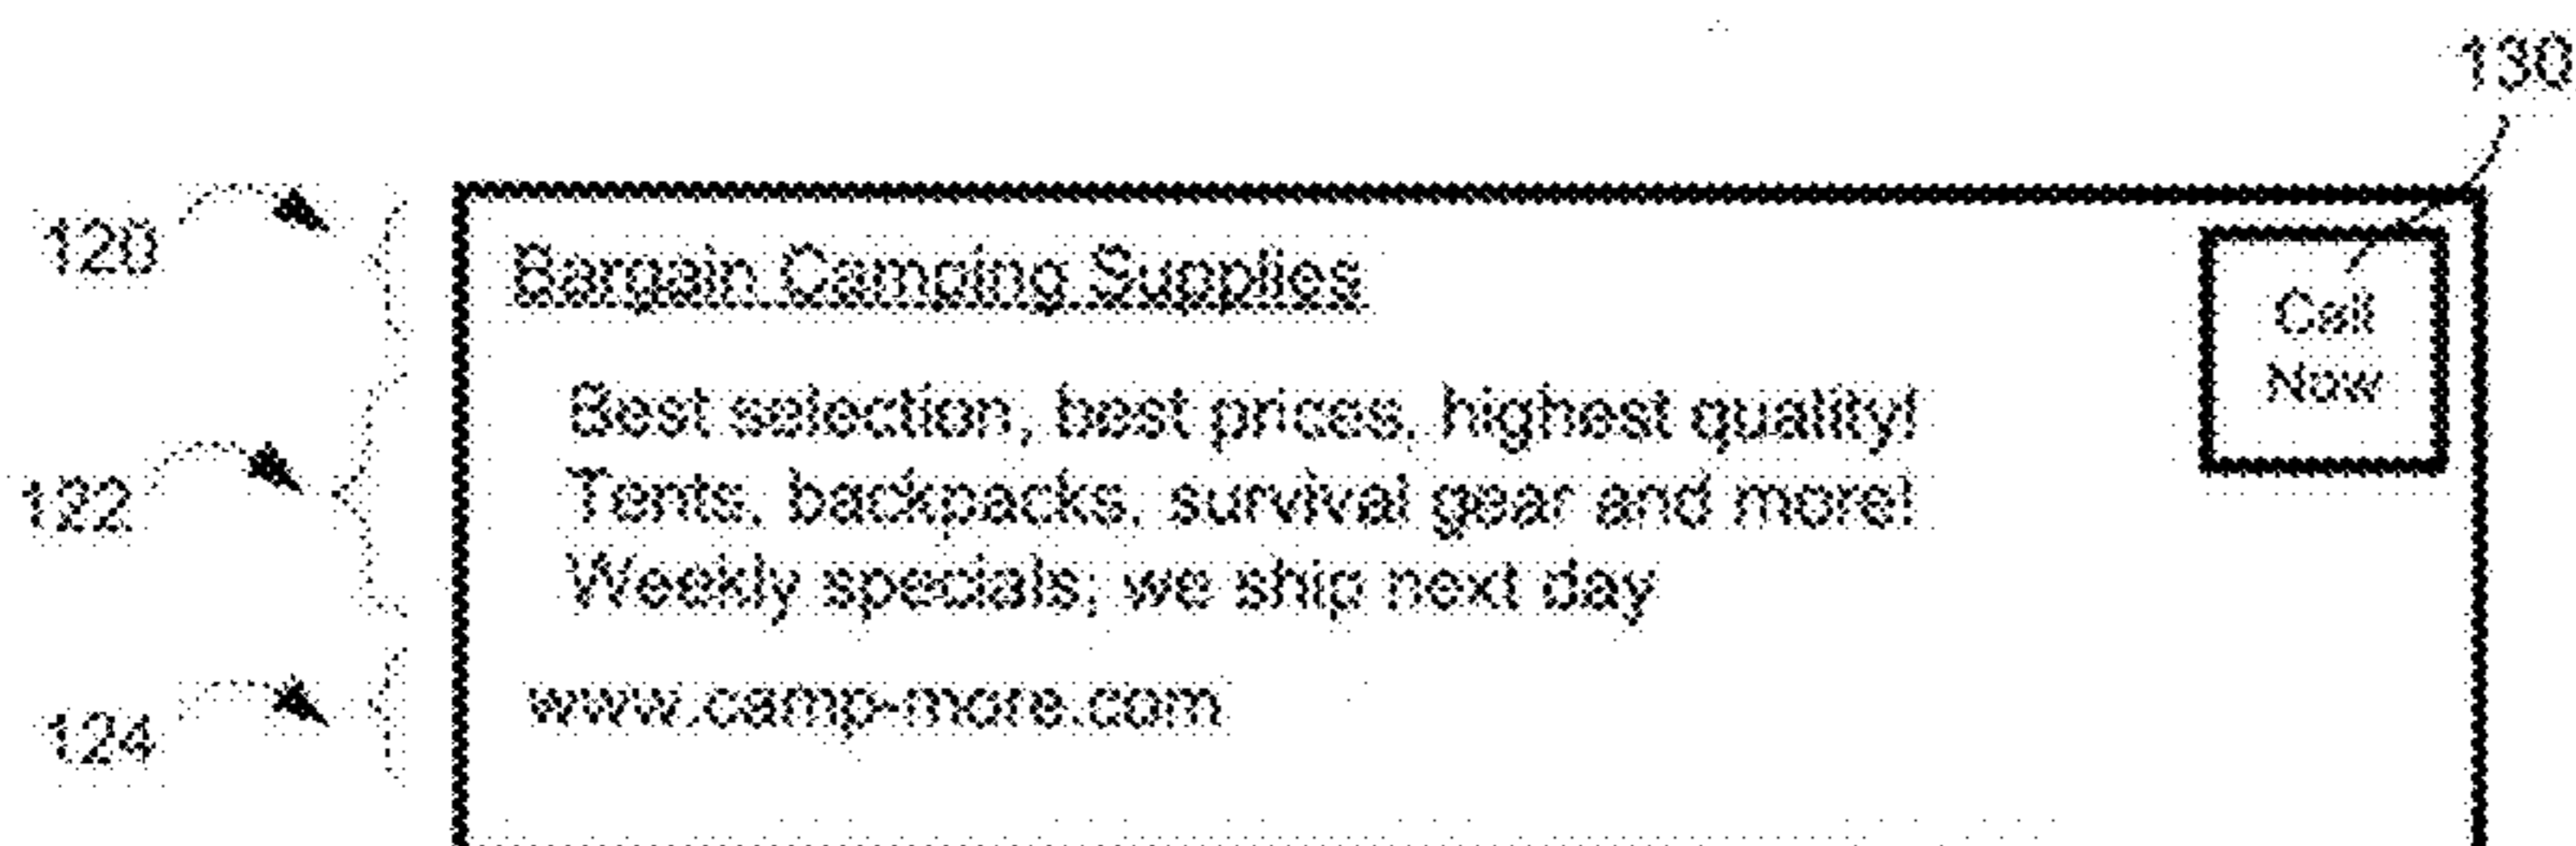 130
120
Bargain Camping Supplies
Call
Now
122
Best selection, best prices, highest quality!
Tents, backpacks, survival gear and more!
Weekly specials; we ship next day
124
www.camp-more.com